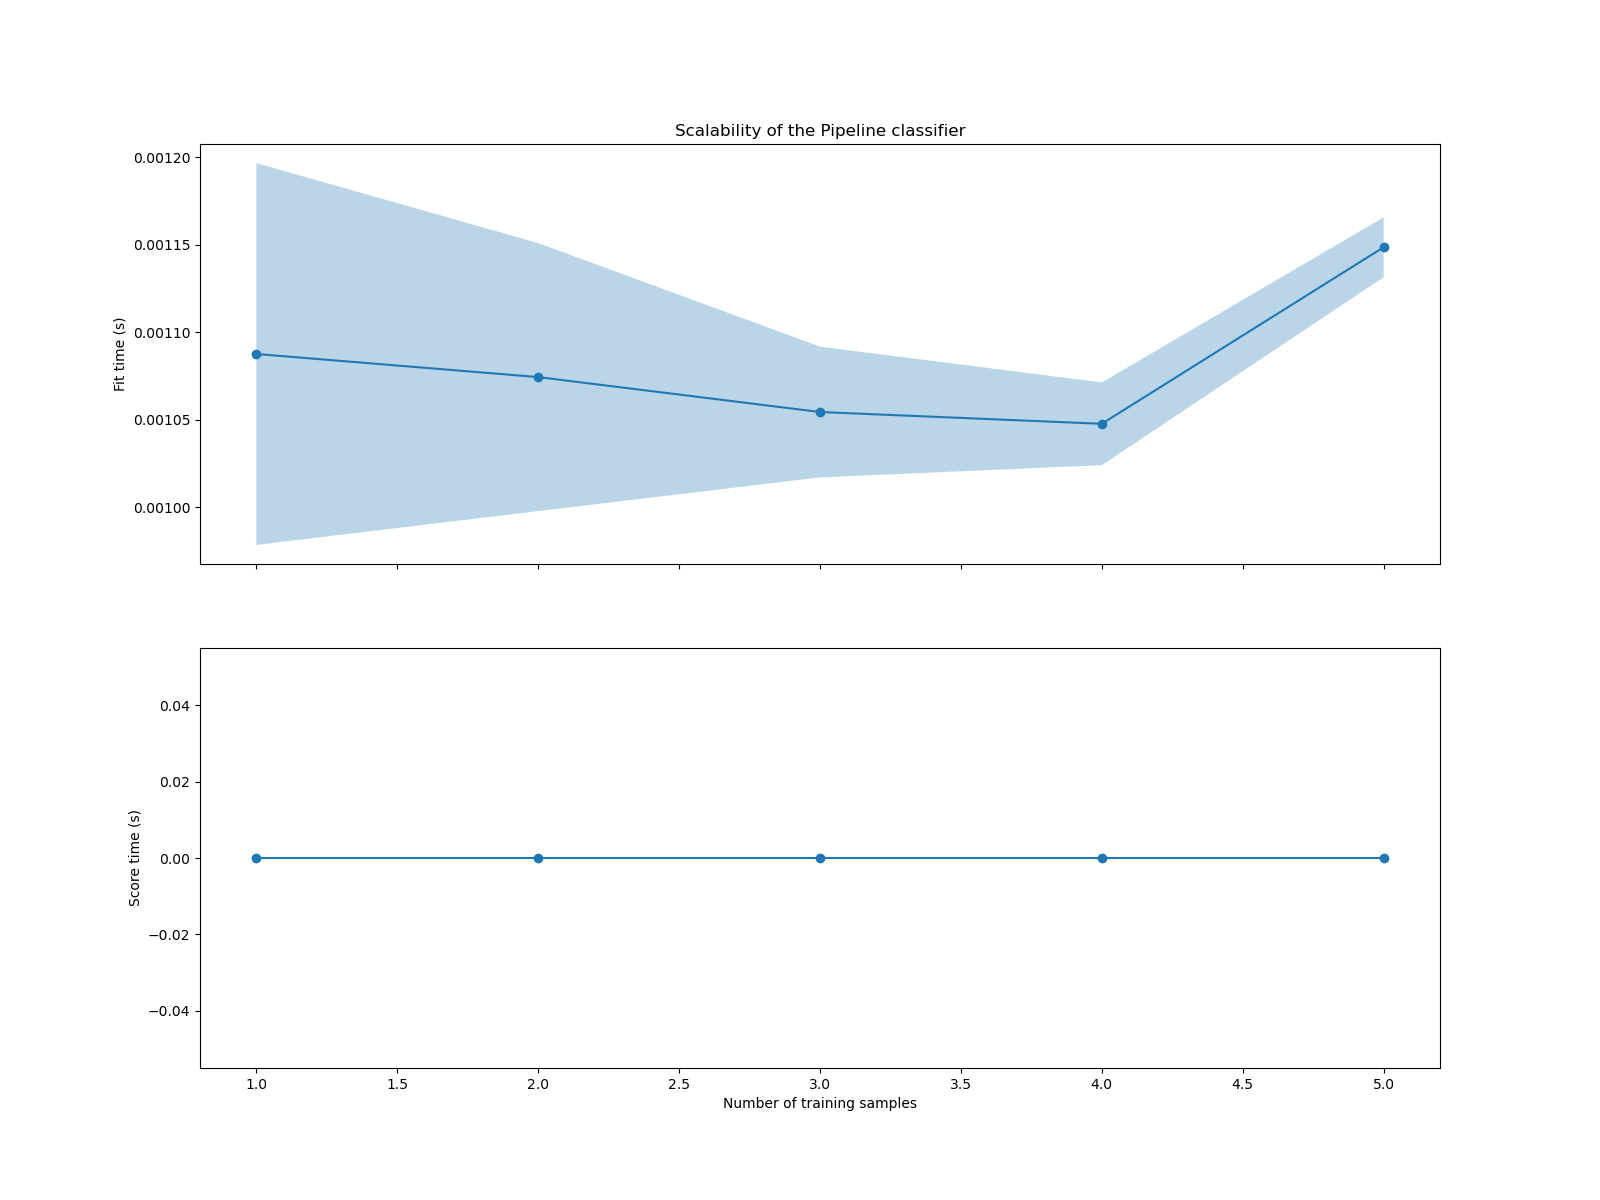 Scalability of the Pipeline classifier
0.00120
0.00115
0.00110
0.00105
0.00100
Fit time (s)
0.04
0.02
0.00
−0.02
−0.04
Score time (s)
1.0 1.5 2.0 2.5 3.0 3.5 4.0 4.5 5.0
Number of training samples